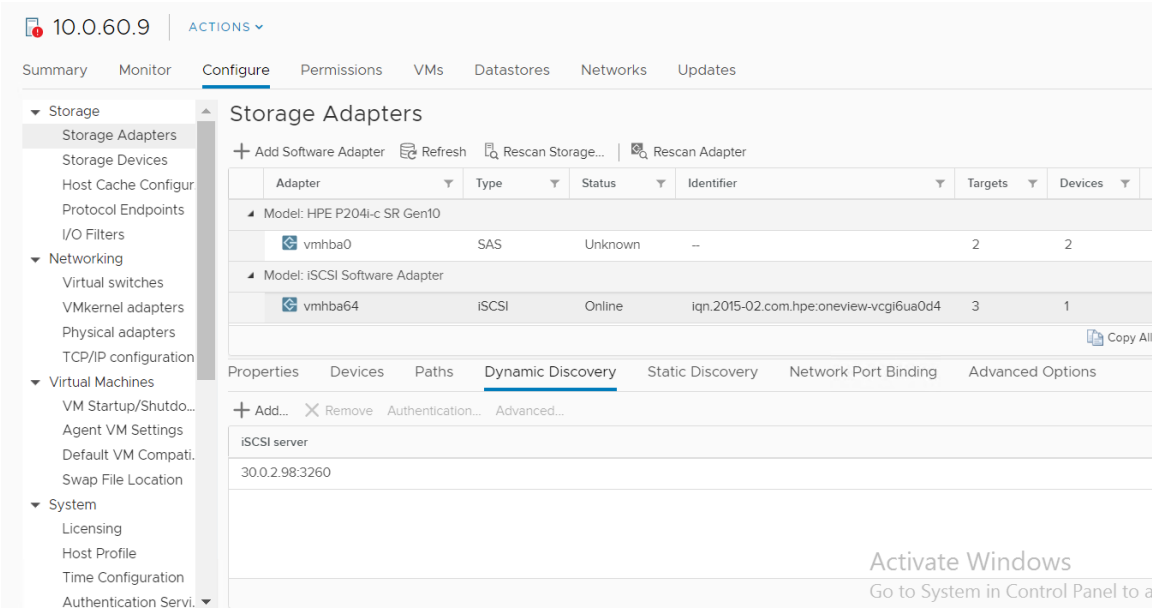 10.0.60.9 ACTIONS
Summary Monitor Configure Permissions VMs Datastores Networks Updates
Storage
Storage Adapters
Storage Devices
Host Cache Configur
Protocol Endpoints
I/O Filters
Networking
Virtual switches
VMkernel adapters
Physical adapters
TCP/IP configuration
Virtual Machines
VM Startup/Shutdo...
Agent VM Settings
Default VM Compati.
Swap File Location
System
Licensing
Host Profile
Time Configuration
Authentication Servi.
Storage Adapters
Add Software Adapter Refresh Rescan Storage... Rescan Adapter
Adapter Type Status Identifier Targets Devices
Model: HPE P204i-c SR Gen10
vmhba0 SAS Unknown -- 2 2
Model: iSCSI Software Adapter
vmhba64 iSCSI Online iqn.2015-02.com.hpe:oneview-vcgi6ua0d4 3 1
Copy All
Properties Devices Paths Dynamic Discovery Static Discovery Network Port Binding Advanced Options
Add... Remove Authentication... Advanced...
iSCSI server
30.0.2.98:3260
Activate Windows
Go to System in Control Panel to a